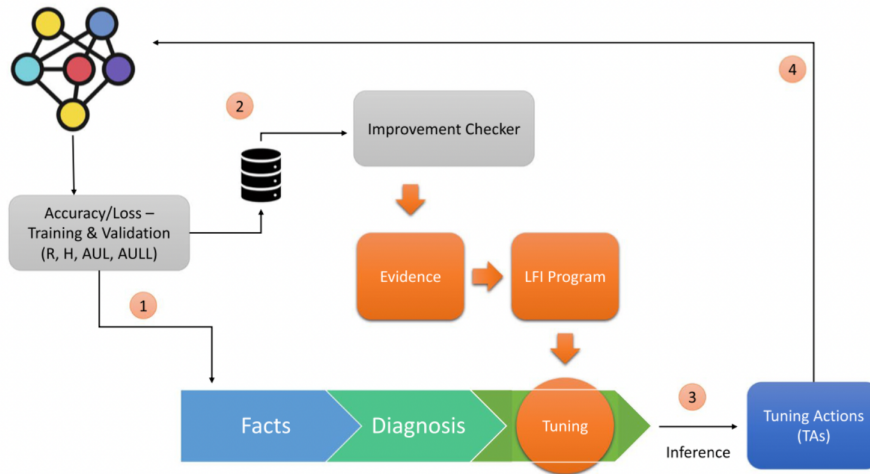 4
2
Improvement Checker
Accuracy/Loss –
Training & Validation
(R, H, AUL, AULL)
Evidence
LFI Program
1
Facts
Diagnosis
Tuning
3
Inference
Tuning Actions
(TAs)